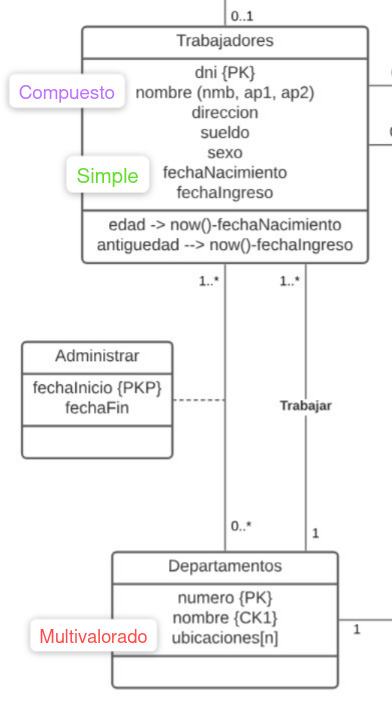 0..1
Trabajadores
dni {PK}
Compuesto
nombre (nmb, ap1, ap2)
direccion
sueldo
sexo
Simple
fechaNacimiento
fechaIngreso
edad -> now()-fechaNacimiento
antiguedad --> now()-fechaIngreso
1..*
1..*
Administrar
fechaInicio {PKP}
fechaFin
Trabajar
0..*
1
Departamentos
numero {PK}
nombre {CK1}
Multivalorado
ubicaciones[n]
1